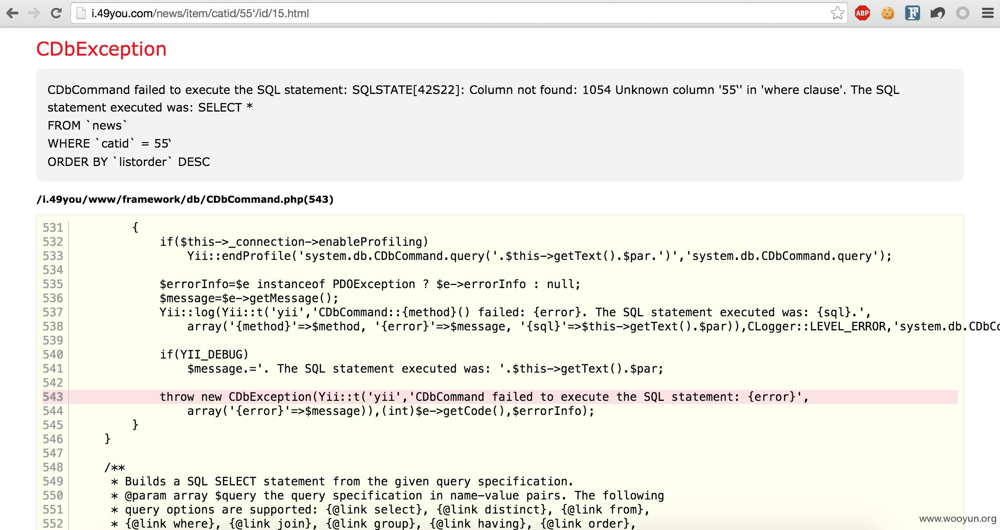 i.49you.com/news/item/catid/55‘/id/15.html
ABP
F
CDbException
CDbCommand failed to execute the SQL statement: SQLSTATE[42S22]: Column not found: 1054 Unknown column '55‘' in 'where clause'. The SQL
statement executed was: SELECT *
FROM `news`
WHERE `catid` = 55‘
ORDER BY `listorder` DESC
/i.49you/www/framework/db/CDbCommand.php(543)
531 {
532 if($this->_connection->enableProfiling)
533 Yii::endProfile('system.db.CDbCommand.query('.$this->getText().$par.')','system.db.CDbCommand.query');
534
535 $errorInfo=$e instanceof PDOException ? $e->errorInfo : null;
536 $message=$e->getMessage();
537 Yii::log(Yii::t('yii','CDbCommand::{method}() failed: {error}. The SQL statement executed was: {sql}.',
538 array('{method}'=>$method, '{error}'=>$message, '{sql}'=>$this->getText().$par)),CLogger::LEVEL_ERROR,'system.db.CDbCo
539
540 if(YII_DEBUG)
541 $message.='. The SQL statement executed was: '.$this->getText().$par;
542
543 throw new CDbException(Yii::t('yii','CDbCommand failed to execute the SQL statement: {error}',
544 array('{error}'=>$message)),(int)$e->getCode(),$errorInfo);
545 }
546 }
547
548 /**
549 * Builds a SQL SELECT statement from the given query specification.
550 * @param array $query the query specification in name-value pairs. The following
551 * query options are supported: {@link select}, {@link distinct}, {@link from},
552 * {@link where}, {@link join}, {@link group}, {@link having}, {@link order},
www.wooyun.org